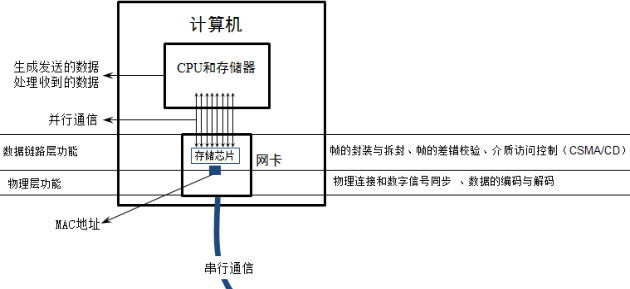 计算机
生成发送的数据
处理收到的数据
CPU和存储器
并行通信
数据链路层功能
存储芯片
网卡
帧的封装与拆封、帧的差错校验、介质访问控制（CSMA/CD）
物理层功能
物理连接和数字信号同步 、数据的编码与解码
MAC地址
串行通信